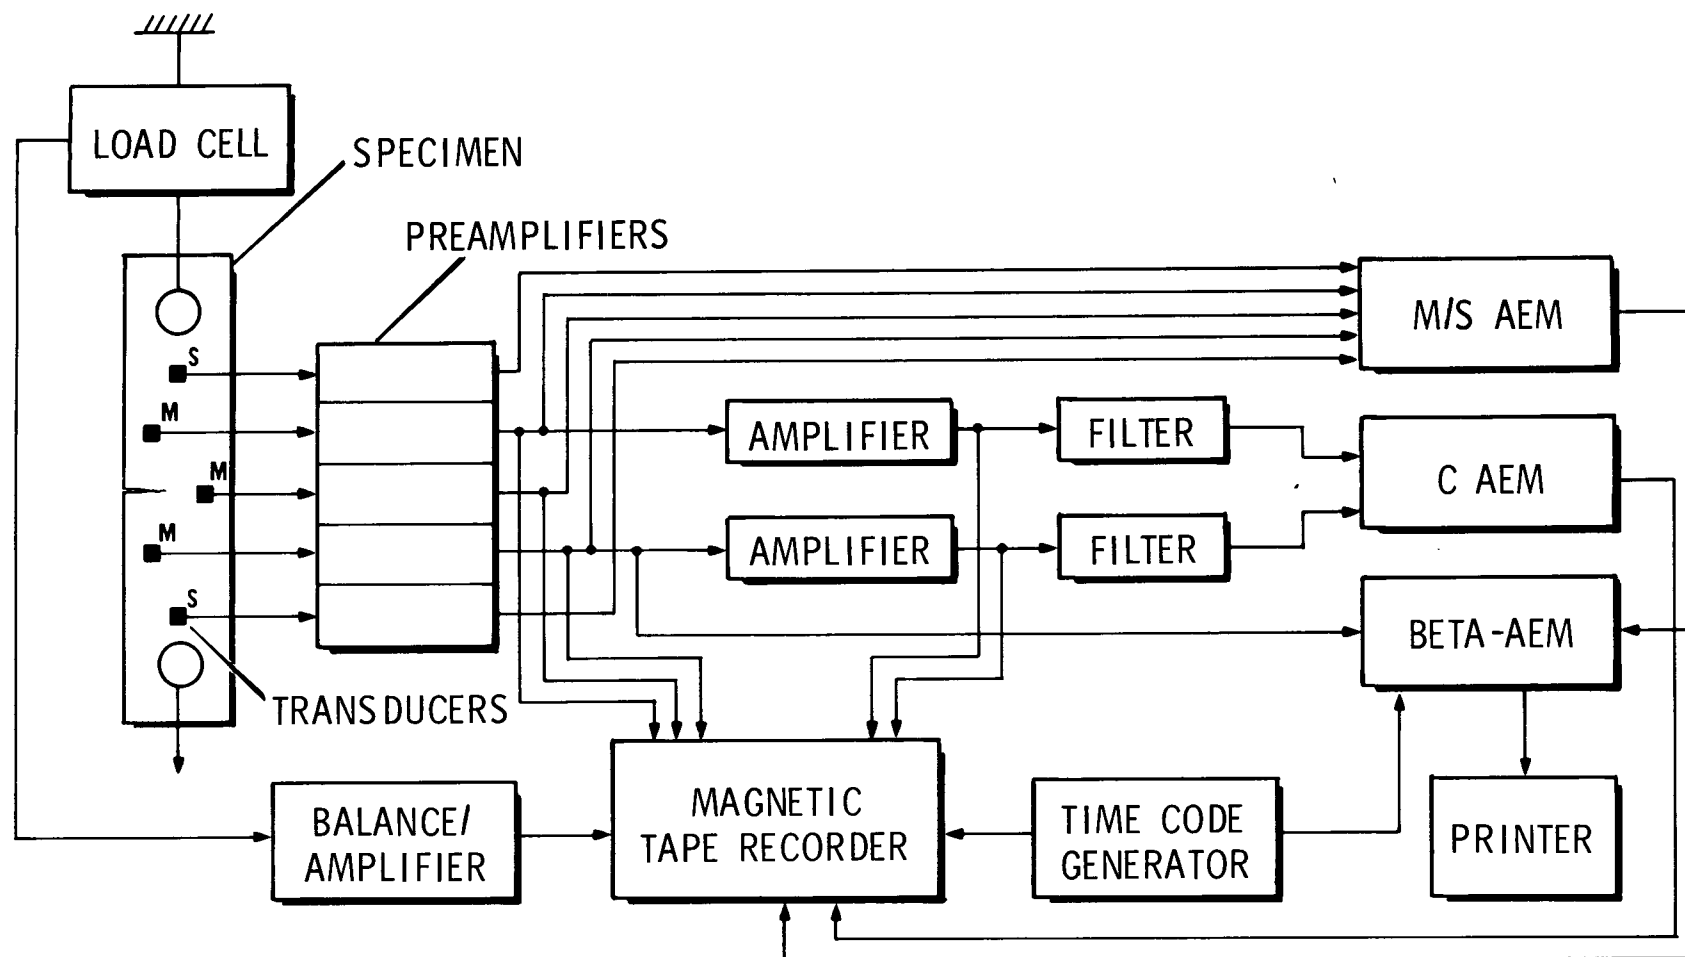 LOAD CELL
SPECIMEN
PREAMPLIFIERS
M/S AEM
S
M
AMPLIFIER
FILTER
M
C AEM
M
AMPLIFIER
FILTER
S
BETA-AEM
TRANSDUCERS
BALANCE/
AMPLIFIER
MAGNETIC
TAPE RECORDER
TIME CODE
GENERATOR
PRINTER